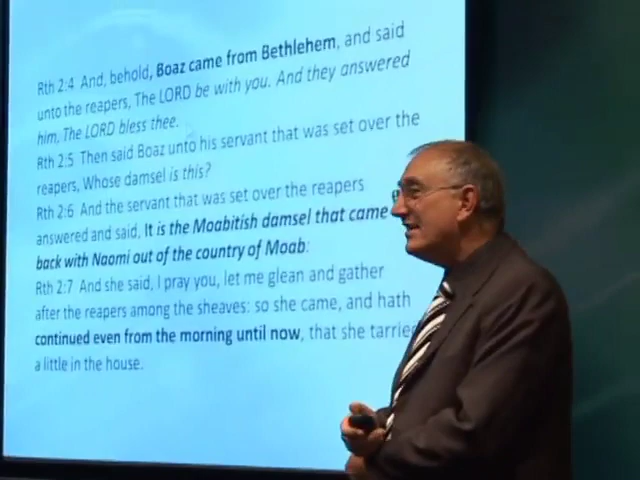 Rth 2:4 And, behold, Boaz came from Bethlehem, and said
unto the reapers, The LORD be with you. And they answered
him, The LORD bless thee.
Rth 2:5 Then said Boaz unto his servant that was set over the
reapers, Whose damsel is this?
Rth 2:6 And the servant that was set over the reapers
answered and said, It is the Moabitish damsel that came
back with Naomi out of the country of Moab:
Rth 2:7 And she said, I pray you, let me glean and gather
after the reapers among the sheaves: so she came, and hath
continued even from the morning until now, that she tarried
a little in the house.